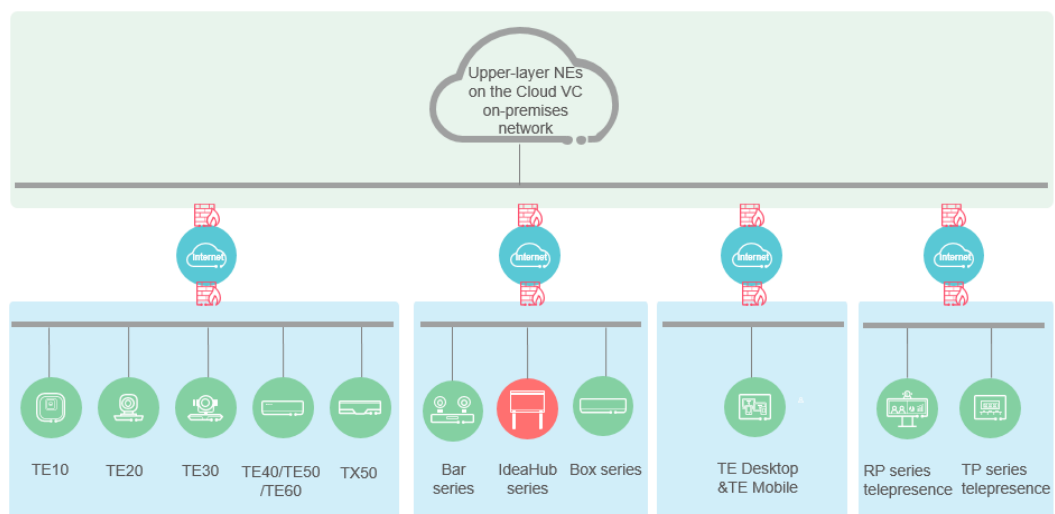 Upper-layer NEs
on the Cloud VC
on-premises
network
Internet
Internet
Internet
Internet
TE10
TE20
TE30
TE40/TE50
/TE60
TX50
Bar
series
IdeaHub
series
Box series
TE Desktop
&TE Mobile
RP series
telepresence
TP series
telepresence